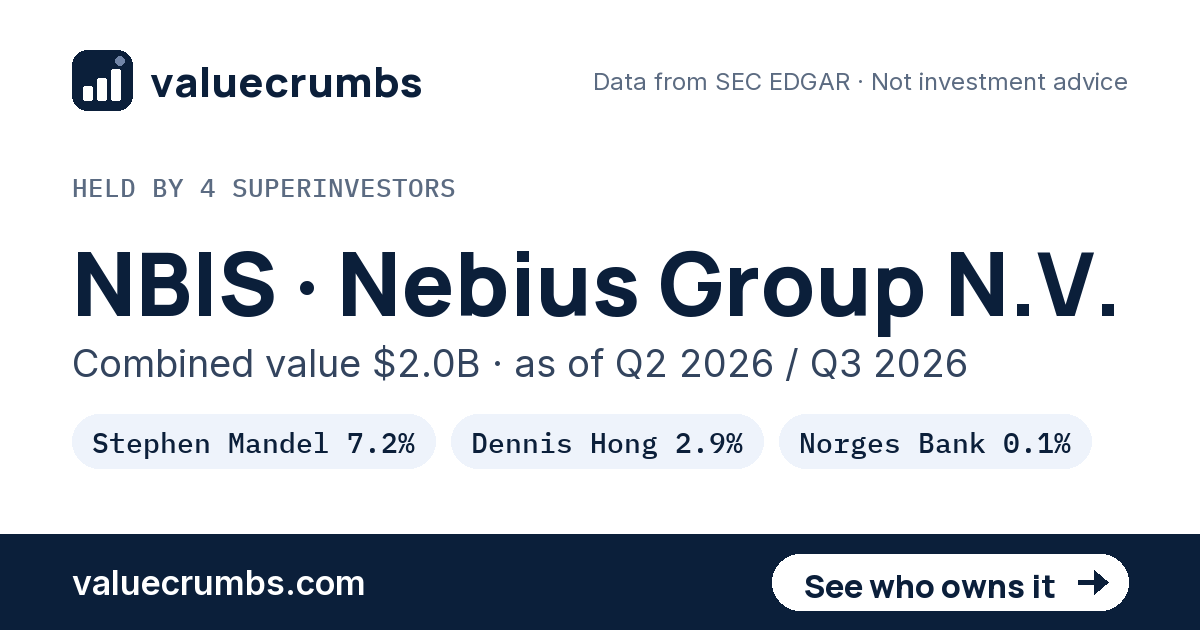 valuecrumbs
Data from SEC EDGAR · Not investment advice
HELD BY 4 SUPERINVESTORS
NBIS · Nebius Group N.V.
Combined value $2.0B · as of Q2 2026 / Q3 2026
Stephen Mandel 7.2%
Dennis Hong 2.9%
Norges Bank 0.1%
valuecrumbs.com
See who owns it →